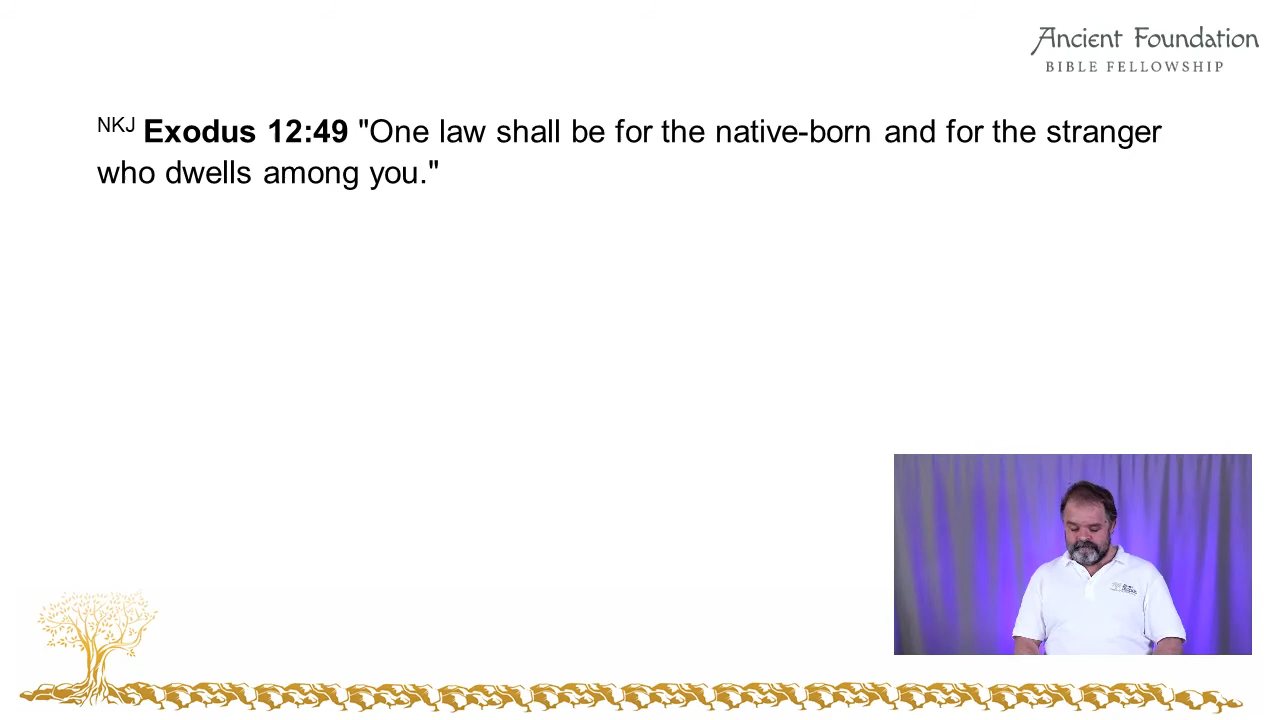 Ancient Foundation
BIBLE FELLOWSHIP
NKJ Exodus 12:49 "One law shall be for the native-born and for the stranger
who dwells among you."